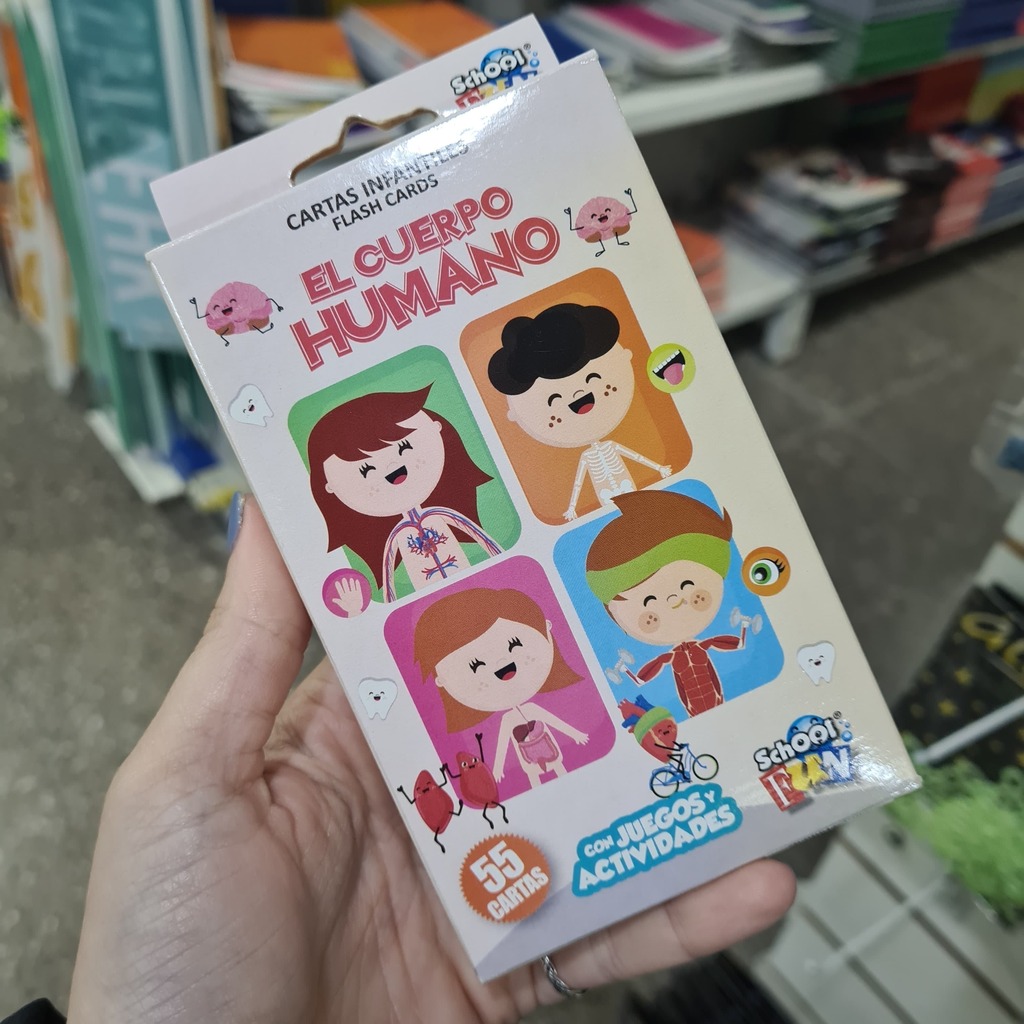 SCHOOL
FUN
CARTAS INFANTILES
FLASH CARDS
EL CUERPO
HUMANO
SCHOOL
FUN
CON JUEGOS Y
ACTIVIDADES
55
CARTAS